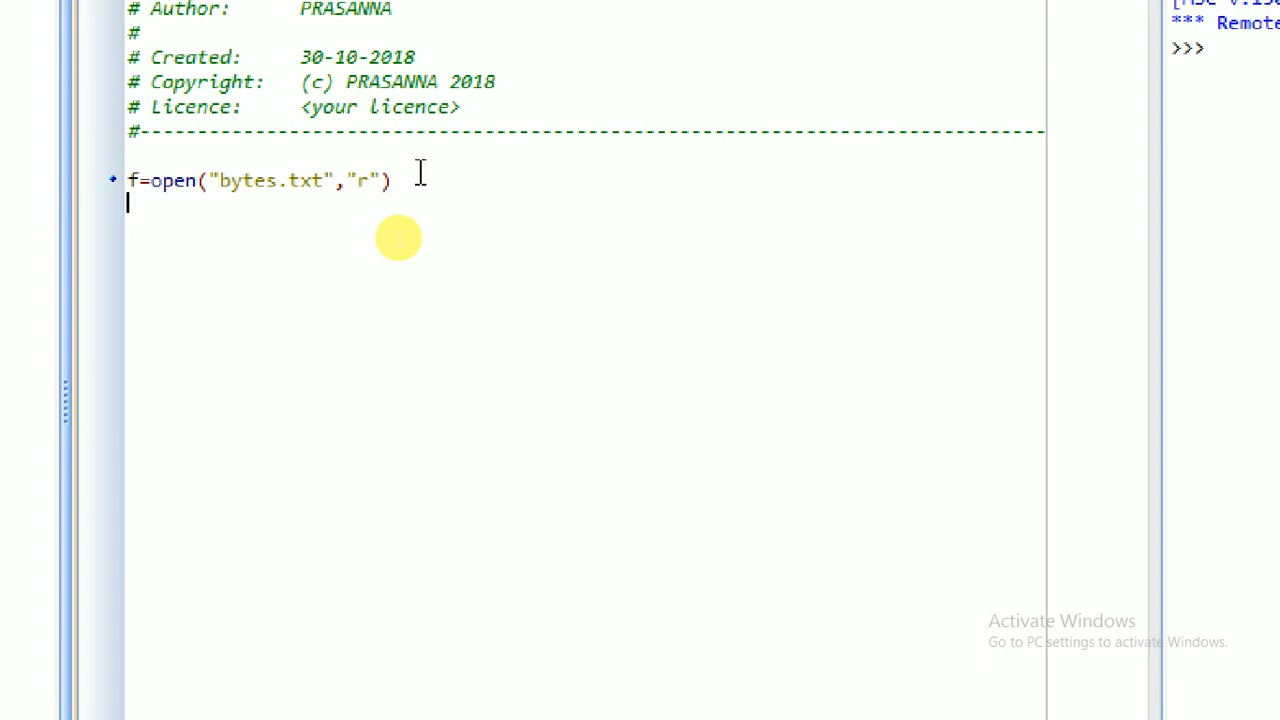 # Author:      PRASANNA
#
# Created:     30-10-2018
# Copyright:   (c) PRASANNA 2018
# Licence:     <your licence>
#-------------------------------------------------------------------------------
f=open("bytes.txt","r")
*** Remote
>>>
Activate Windows
Go to PC settings to activate Windows.